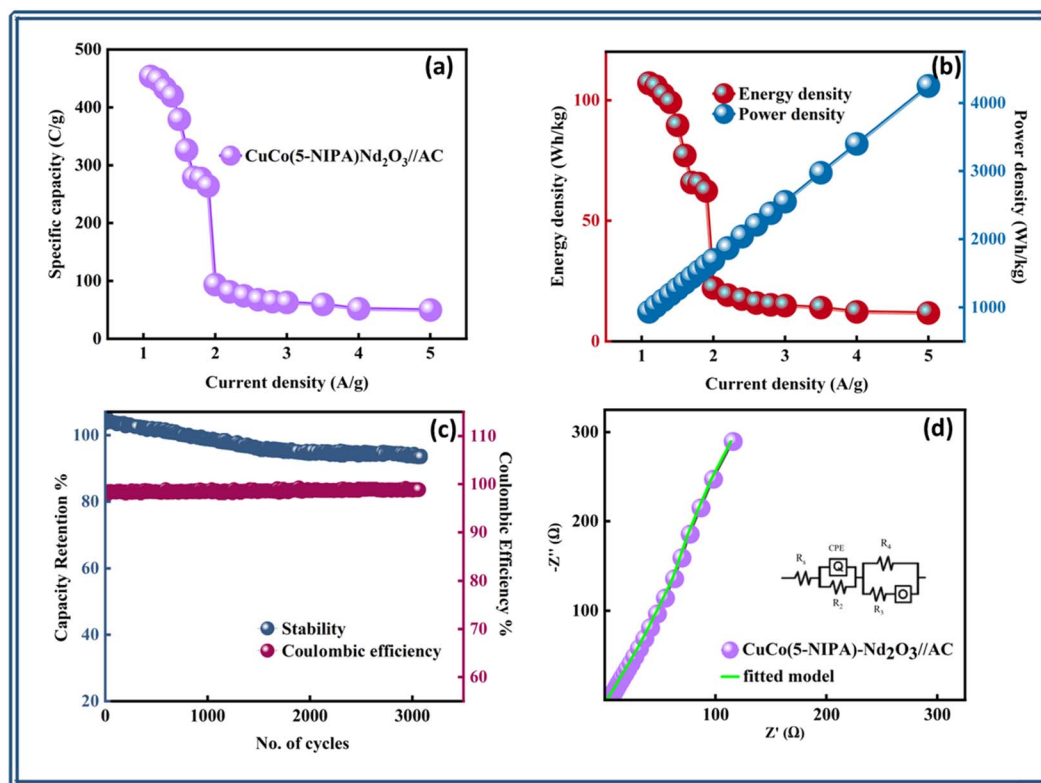 (a)
Specific capacity (C/g)
500
400
300
200
100
0
CuCo(5-NIPA)Nd₂O₃//AC
1 2 3 4 5
Current density (A/g)
(b)
Energy density (Wh/kg)
100
50
0
Energy density
Power density
4000
3000
2000
1000
Power density (Wh/kg)
1 2 3 4 5
Current density (A/g)
(c)
Capacity Retention %
100
80
60
40
20
Stability
Coulombic efficiency
110
100
90
80
70
60
Coulombic Efficiency %
0 1000 2000 3000
No. of cycles
(d)
-Z'' (Ω)
300
200
100
CPE
Q
Rₛ
R₂
R₄
R₃
O
CuCo(5-NIPA)-Nd₂O₃//AC
fitted model
100 200 300
Z' (Ω)